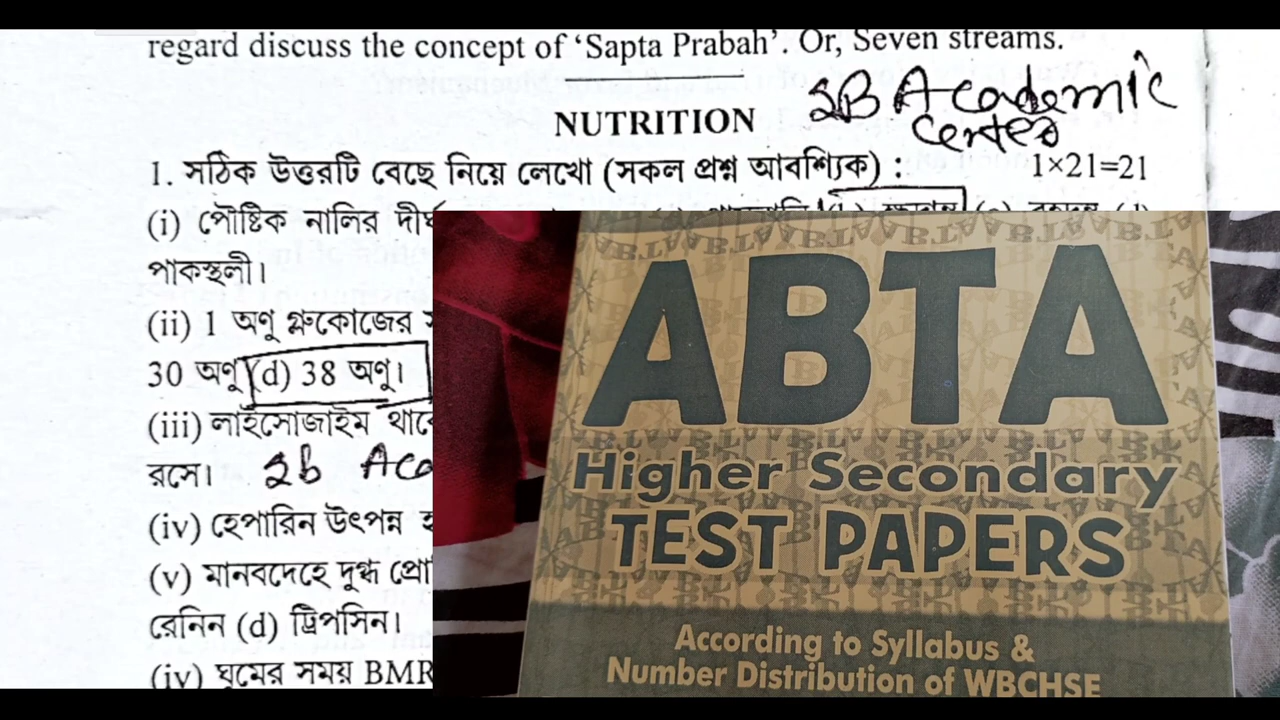 regard discuss the concept of 'Sapta Prabah'. Or, Seven streams.
SB Academic
center
NUTRITION
1. সঠিক উত্তরটি বেছে নিয়ে লেখো (সকল প্রশ্ন আবশ্যিক) : 1×21=21
(i) পৌষ্টিক নালির
পাকস্থলী।
(ii) 1 অণু গ্লুকোজের
30 অণু (d) 38 অণু।
(iii) লাইসোজাইম
রসে। Sb
(iv) হেপারিন উৎপন্ন
(v) মানবদেহে দুগ্ধ
রেনিন (d) ট্রিপসিন।
(iv) ঘুমের সময় BMR
ABTA
Higher Secondary
TEST PAPERS
According to Syllabus &
Number Distribution of WBCHSE